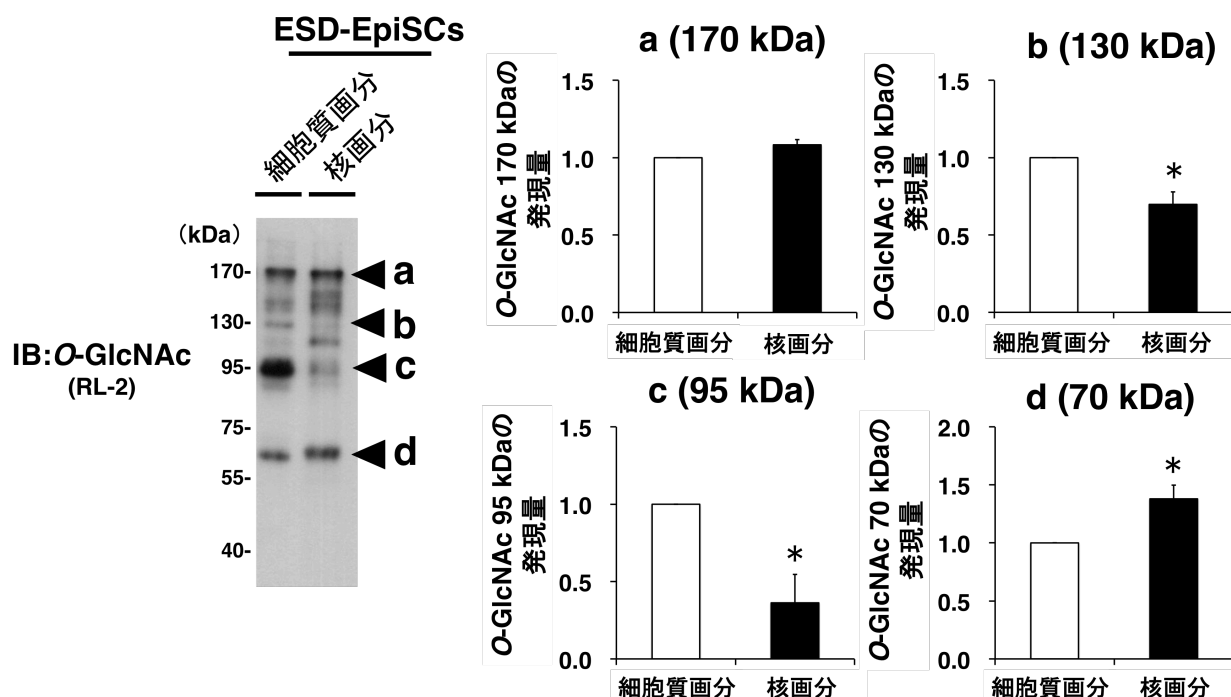 ESD-EpiSCs
細胞質画分
核画分
(kDa)
170-
130-
95-
75-
55-
40-
a
b
c
d
IB:O-GlcNAc
(RL-2)
a (170 kDa)
O-GlcNAc 170 kDaの
発現量
1.5
1.0
0.5
0.0
細胞質画分
核画分
b (130 kDa)
O-GlcNAc 130 kDaの
発現量
1.5
1.0
0.5
0.0
*
細胞質画分
核画分
c (95 kDa)
O-GlcNAc 95 kDaの
発現量
1.5
1.0
0.5
0.0
*
細胞質画分
核画分
d (70 kDa)
O-GlcNAc 70 kDaの
発現量
2.0
1.5
1.0
0.5
0.0
*
細胞質画分
核画分